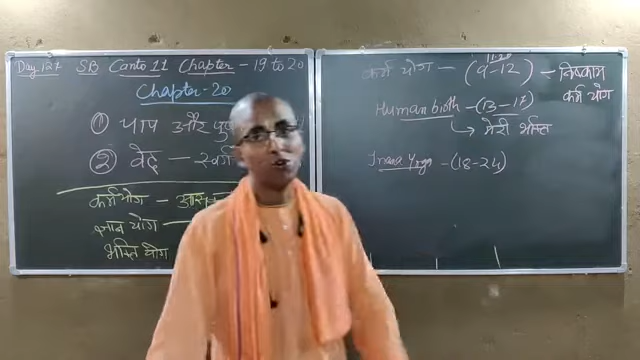 Day-127 SB Canto 11 Chapter - 19 to 20
Chapter-20
① पाप और
② वेद —
कर्मयोग —
ज्ञान योग —
भक्ति योग
कर्म योग — (9-12) — निष्काम
कर्म योग
Human birth - (13-17)
↳ मेरी भक्ति
Jnana Yoga - (18-24)